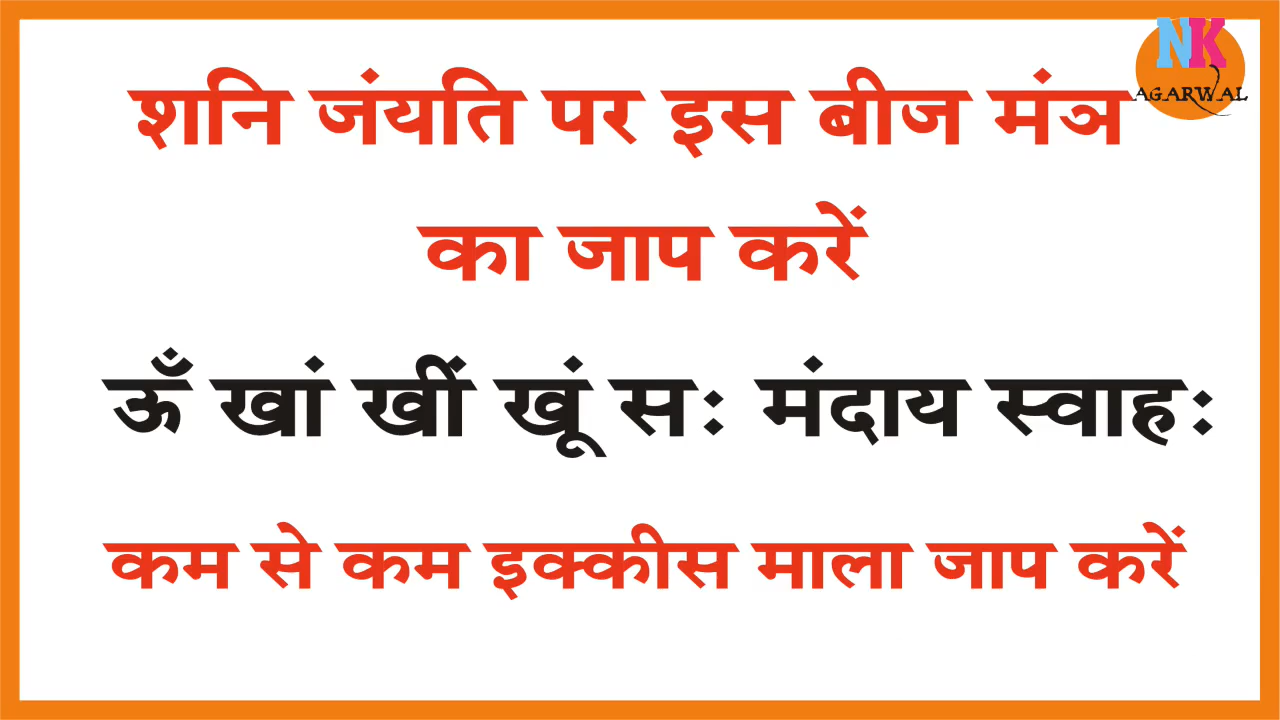 NK
AGARWAL
शनि जंयति पर इस बीज मंञ
का जाप करें
ऊँ खां खीं खूं सः मंदाय स्वाहः
कम से कम इक्कीस माला जाप करें